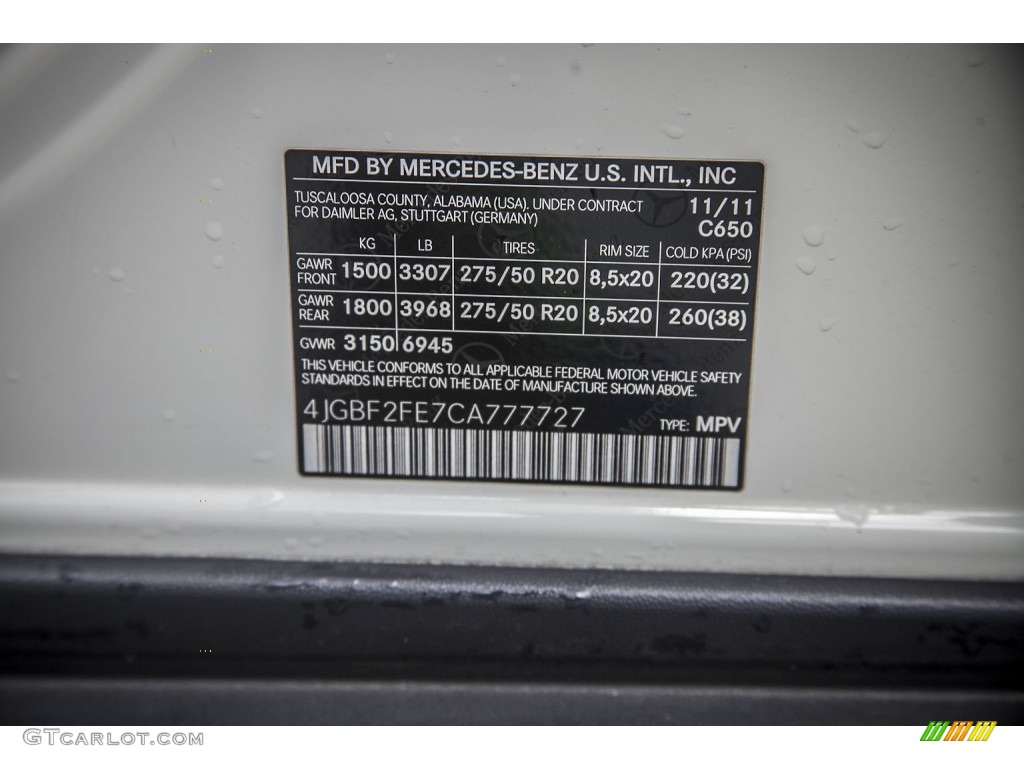 MFD BY MERCEDES-BENZ U.S. INTL., INC
TUSCALOOSA COUNTY, ALABAMA (USA). UNDER CONTRACT
FOR DAIMLER AG, STUTTGART (GERMANY)
11/11
C650
KG LB TIRES RIM SIZE COLD KPA (PSI)
GAWR FRONT 1500 3307 275/50 R20 8,5x20 220(32)
GAWR REAR 1800 3968 275/50 R20 8,5x20 260(38)
GVWR 3150 6945
THIS VEHICLE CONFORMS TO ALL APPLICABLE FEDERAL MOTOR VEHICLE SAFETY
STANDARDS IN EFFECT ON THE DATE OF MANUFACTURE SHOWN ABOVE.
4JGBF2FE7CA777727 TYPE: MPV
GTCARLOT.COM